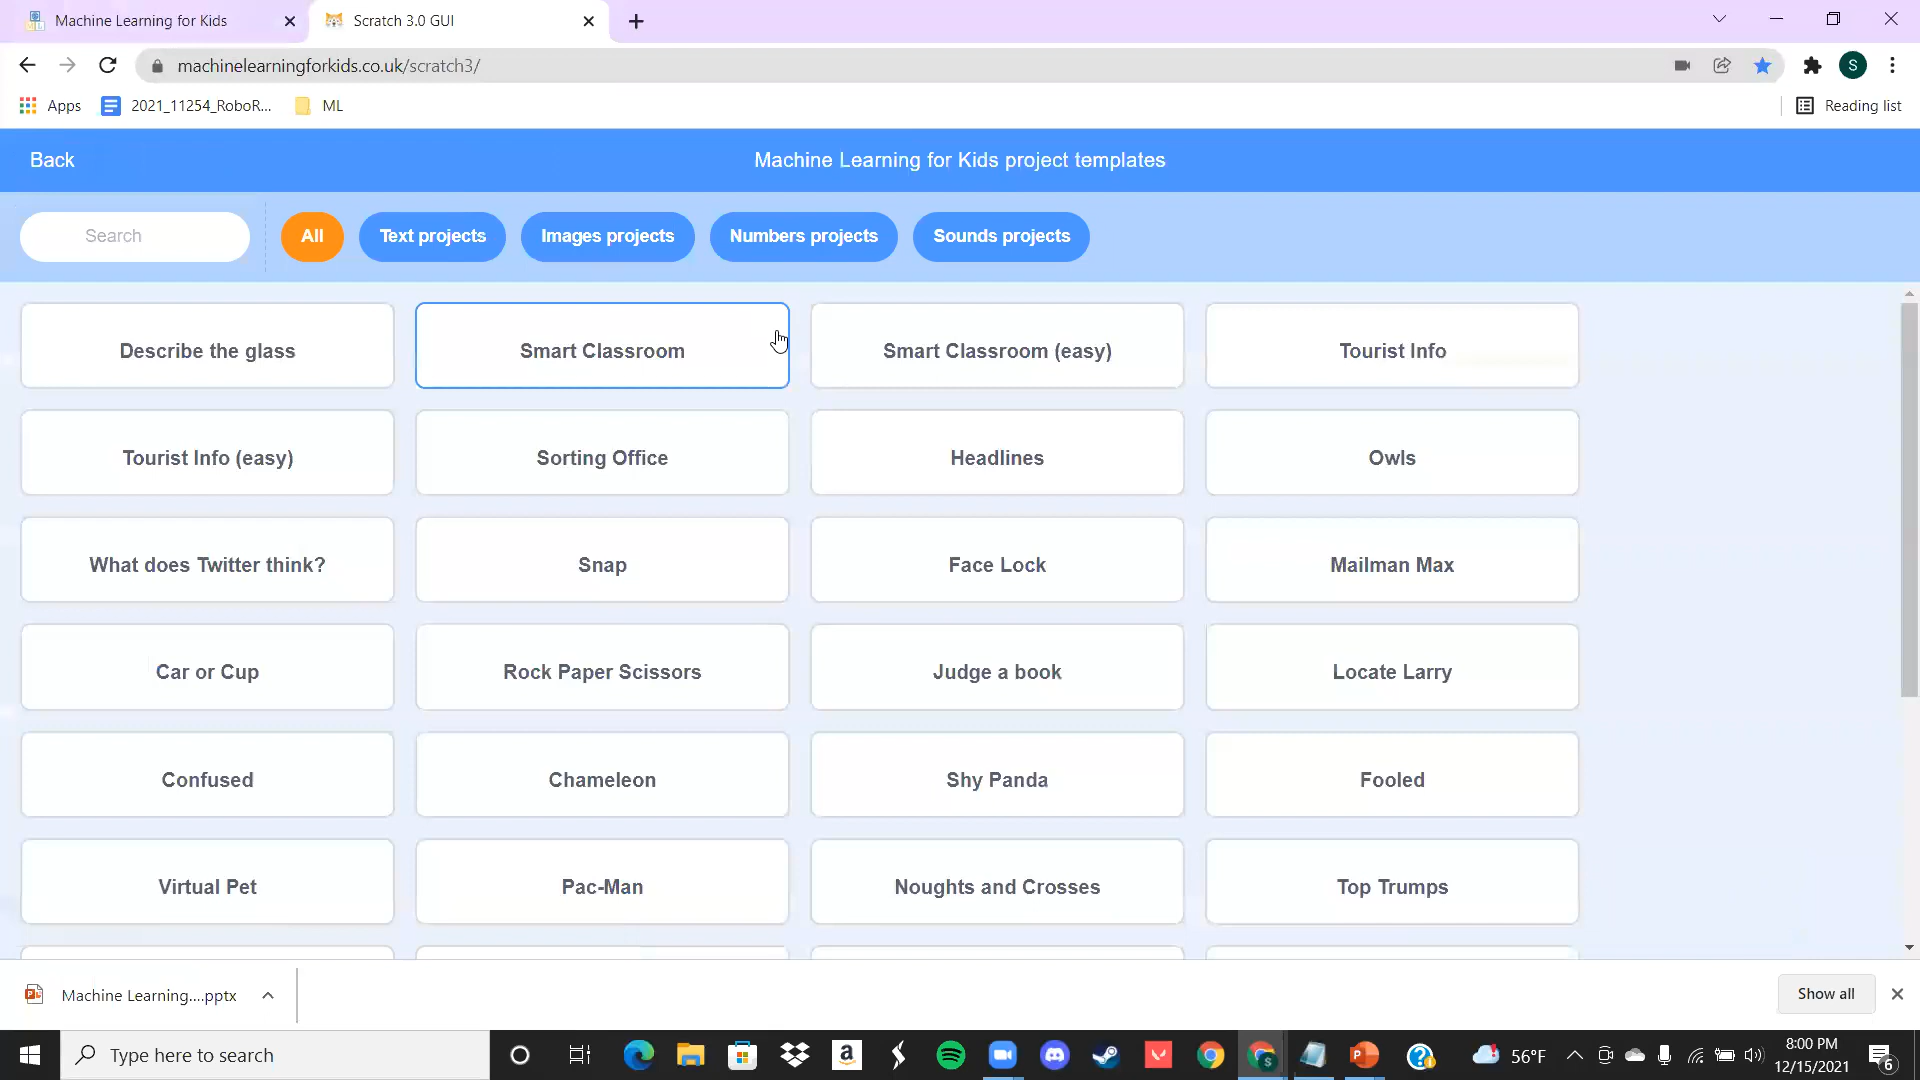 Machine Learning for Kids
Scratch 3.0 GUI
machinelearningforkids.co.uk/scratch3/
S
Apps
2021_11254_RoboR...
ML
Reading list
Back
Machine Learning for Kids project templates
Search
All
Text projects
Images projects
Numbers projects
Sounds projects
Describe the glass
Smart Classroom
Smart Classroom (easy)
Tourist Info
Tourist Info (easy)
Sorting Office
Headlines
Owls
What does Twitter think?
Snap
Face Lock
Mailman Max
Car or Cup
Rock Paper Scissors
Judge a book
Locate Larry
Confused
Chameleon
Shy Panda
Fooled
Virtual Pet
Pac-Man
Noughts and Crosses
Top Trumps
Machine Learning....pptx
Show all
Type here to search
56°F
8:00 PM
12/15/2021
6